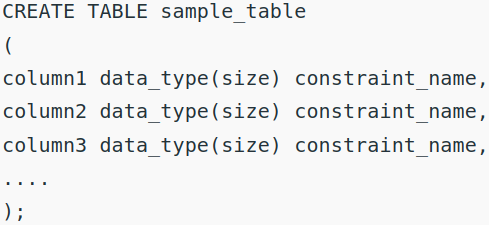 CREATE TABLE sample_table
(
column1 data_type(size) constraint_name,
column2 data_type(size) constraint_name,
column3 data_type(size) constraint_name,
....
);